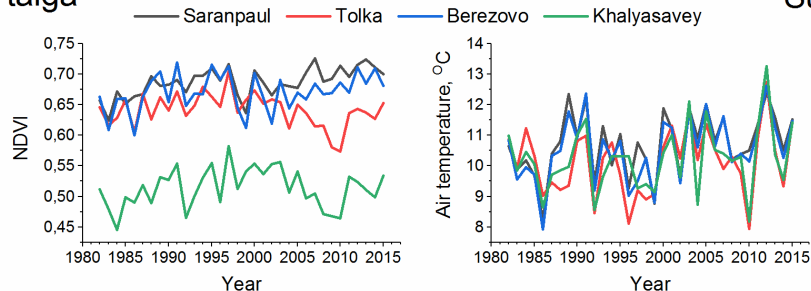 taiga
Saranpaul Tolka Berezovo Khalyasavey
0,75
0,70
0,65
0,60
0,55
0,50
0,45
NDVI
1980 1985 1990 1995 2000 2005 2010 2015
Year
14
13
12
11
10
9
8
Air temperature, ºC
1980 1985 1990 1995 2000 2005 2010 2015
Year